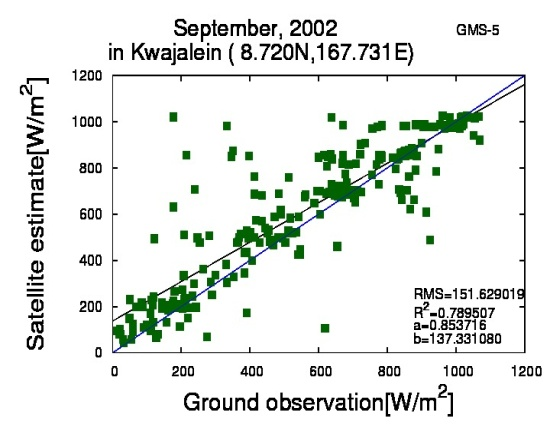 September, 2002
GMS-5
in Kwajalein ( 8.720N,167.731E)
1200
1000
800
600
400
200
0
Satellite estimate[W/m²]
RMS=151.629019
R²=0.789507
a=0.853716
b=137.331080
0 200 400 600 800 1000 1200
Ground observation[W/m²]